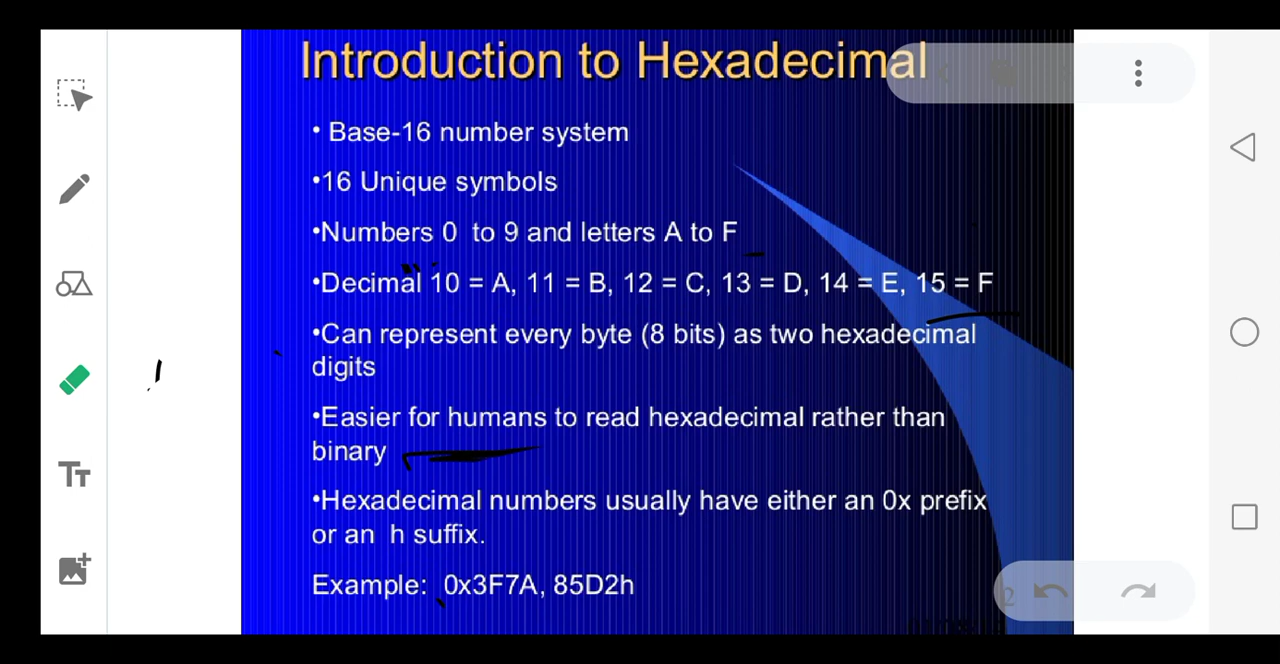 Introduction to Hexadecimal
• Base-16 number system
•16 Unique symbols
•Numbers 0 to 9 and letters A to F
•Decimal 10 = A, 11 = B, 12 = C, 13 = D, 14 = E, 15 = F
•Can represent every byte (8 bits) as two hexadecimal
digits
•Easier for humans to read hexadecimal rather than
binary
•Hexadecimal numbers usually have either an 0x prefix
or an h suffix.
Example: 0x3F7A, 85D2h
2
TT